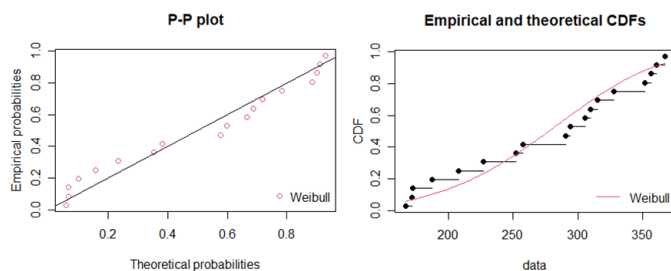 P-P plot
Empirical probabilities
1.0
0.8
0.6
0.4
0.2
0.0
Weibull
0.2 0.4 0.6 0.8
Theoretical probabilities
Empirical and theoretical CDFs
CDF
1.0
0.8
0.6
0.4
0.2
0.0
Weibull
200 250 300 350
data